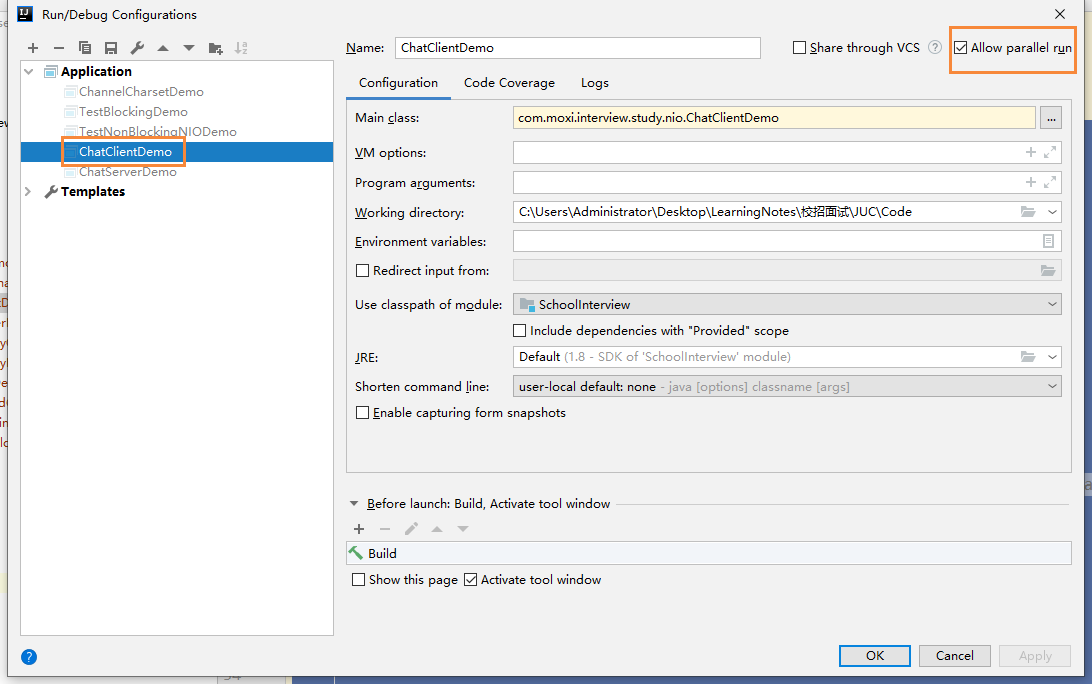 Run/Debug Configurations
Name: ChatClientDemo
Share through VCS
Allow parallel run
Application
ChannelCharsetDemo
TestBlockingDemo
TestNonBlockingNIODemo
ChatClientDemo
ChatServerDemo
Templates
Configuration Code Coverage Logs
Main class: com.moxi.interview.study.nio.ChatClientDemo ...
VM options:
Program arguments:
Working directory: C:\Users\Administrator\Desktop\LearningNotes\校招面试\JUC\Code
Environment variables:
Redirect input from:
Use classpath of module: SchoolInterview
Include dependencies with "Provided" scope
JRE: Default (1.8 - SDK of 'SchoolInterview' module)
Shorten command line: user-local default: none - java [options] classname [args]
Enable capturing form snapshots
Before launch: Build, Activate tool window
Build
Show this page Activate tool window
OK Cancel Apply